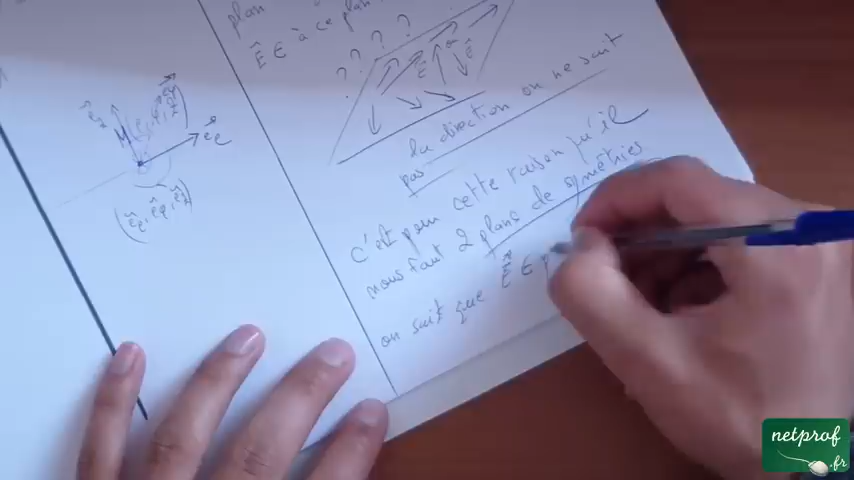 plan
E⃗ ∈ à ce plan
? ? ? ?
E⃗
la direction on ne sait
pas
C'est pour cette raison qu'il
nous faut 2 plans de symétries
on sait que E⃗ ∈
M
e⃗z
e⃗ρ
(e⃗ρ, e⃗φ, e⃗z)
netprof
.fr